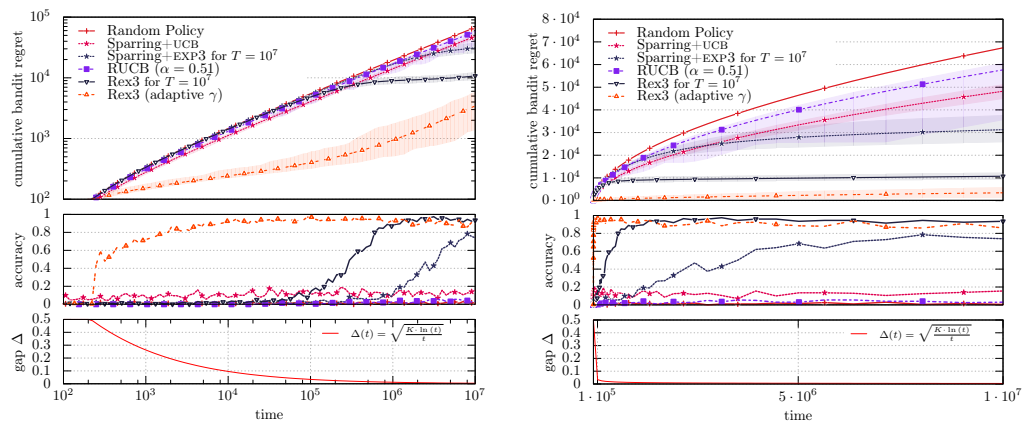 cumulative bandit regret
10^5
10^4
10^3
10^2
Random Policy
Sparring+UCB
Sparring+EXP3 for T = 10^7
RUCB (α = 0.51)
Rex3 for T = 10^7
Rex3 (adaptive γ)
accuracy
1
0.8
0.6
0.4
0.2
0
gap Δ
0.5
0.4
0.3
0.2
0.1
0
Δ(t) = √(K·ln(t)/t)
10^2
10^3
10^4
10^5
10^6
10^7
time
cumulative bandit regret
8 · 10^4
7 · 10^4
6 · 10^4
5 · 10^4
4 · 10^4
3 · 10^4
2 · 10^4
1 · 10^4
0 · 10^0
Random Policy
Sparring+UCB
Sparring+EXP3 for T = 10^7
RUCB (α = 0.51)
Rex3 for T = 10^7
Rex3 (adaptive γ)
accuracy
1
0.8
0.6
0.4
0.2
0
gap Δ
0.5
0.4
0.3
0.2
0.1
0
Δ(t) = √(K·ln(t)/t)
1 · 10^5
5 · 10^6
1 · 10^7
time